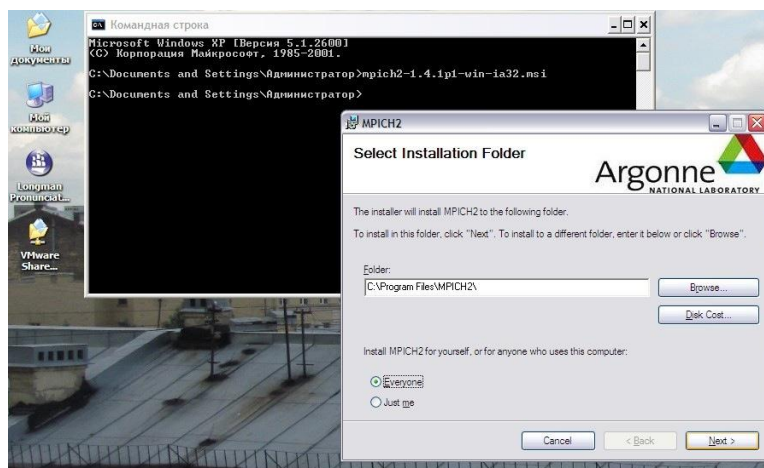 Мои
документы
Мой
компьютер
Longman
Pronunciat...
VMware
Share...
Командная строка
Microsoft Windows XP [Версия 5.1.2600]
(C) Корпорация Майкрософт, 1985-2001.
C:\Documents and Settings\Администратор>mpich2-1.4.1p1-win-ia32.msi
C:\Documents and Settings\Администратор>
MPICH2
Select Installation Folder
Argonne
NATIONAL LABORATORY
The installer will install MPICH2 to the following folder.
To install in this folder, click "Next". To install to a different folder, enter it below or click "Browse".
Folder:
C:\Program Files\MPICH2\
Browse...
Disk Cost...
Install MPICH2 for yourself, or for anyone who uses this computer:
Everyone
Just me
Cancel
< Back
Next >